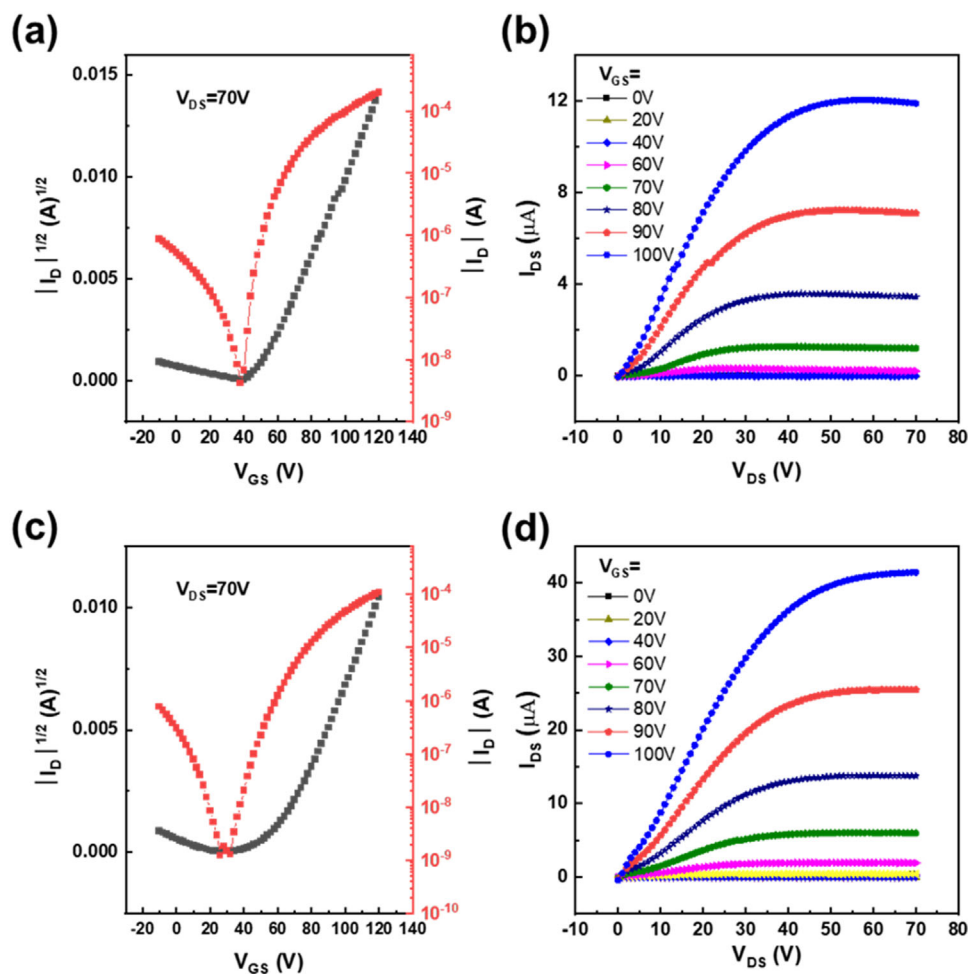 (a)
V_DS=70V
0.015
0.010
0.005
0.000
| I_D | ^1/2 (A)^1/2
10^-4
10^-5
10^-6
10^-7
10^-8
10^-9
| I_D | (A)
-20 0 20 40 60 80 100 120 140
V_GS (V)
(b)
V_GS=
0V
20V
40V
60V
70V
80V
90V
100V
12
8
4
0
I_DS (μA)
-10 0 10 20 30 40 50 60 70 80
V_DS (V)
(c)
V_DS=70V
0.010
0.005
0.000
| I_D | ^1/2 (A)^1/2
10^-4
10^-5
10^-6
10^-7
10^-8
10^-9
10^-10
| I_D | (A)
-20 0 20 40 60 80 100 120 140
V_GS (V)
(d)
V_GS=
0V
20V
40V
60V
70V
80V
90V
100V
40
30
20
10
0
I_DS (μA)
-10 0 10 20 30 40 50 60 70 80
V_DS (V)